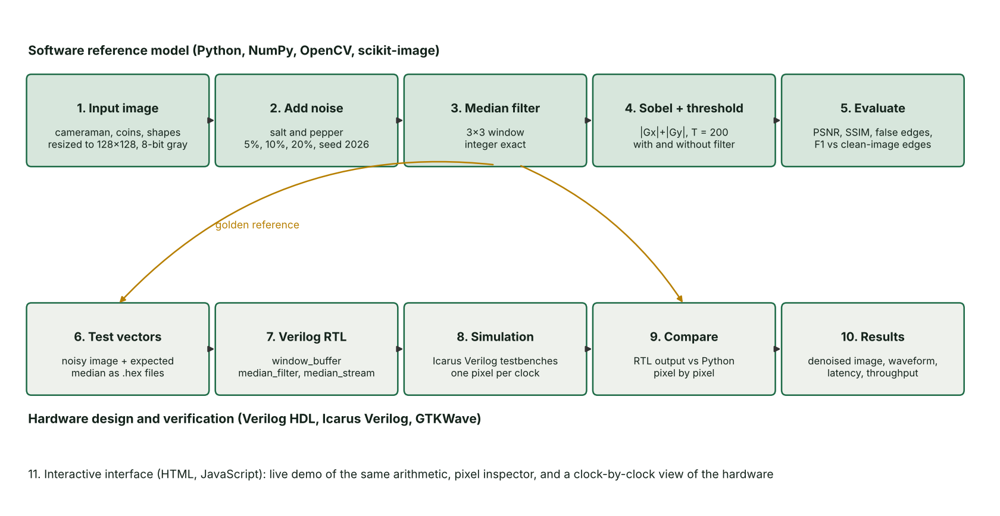 Software reference model (Python, NumPy, OpenCV, scikit-image)
1. Input image
cameraman, coins, shapes
resized to 128×128, 8-bit gray
2. Add noise
salt and pepper
5%, 10%, 20%, seed 2026
3. Median filter
3×3 window
integer exact
4. Sobel + threshold
|Gx|+|Gy|, T = 200
with and without filter
5. Evaluate
PSNR, SSIM, false edges,
F1 vs clean-image edges
golden reference
6. Test vectors
noisy image + expected
median as .hex files
7. Verilog RTL
window_buffer
median_filter, median_stream
8. Simulation
Icarus Verilog testbenches
one pixel per clock
9. Compare
RTL output vs Python
pixel by pixel
10. Results
denoised image, waveform,
latency, throughput
Hardware design and verification (Verilog HDL, Icarus Verilog, GTKWave)
11. Interactive interface (HTML, JavaScript): live demo of the same arithmetic, pixel inspector, and a clock-by-clock view of the hardware